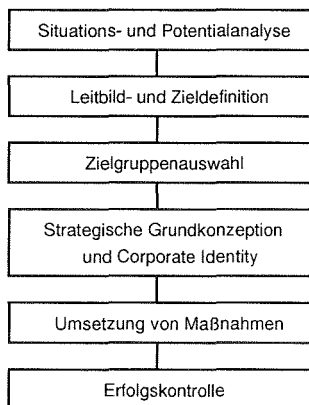 Situations- und Potentialanalyse
Leitbild- und Zieldefinition
Zielgruppenauswahl
Strategische Grundkonzeption
und Corporate Identity
Umsetzung von Maßnahmen
Erfolgskontrolle